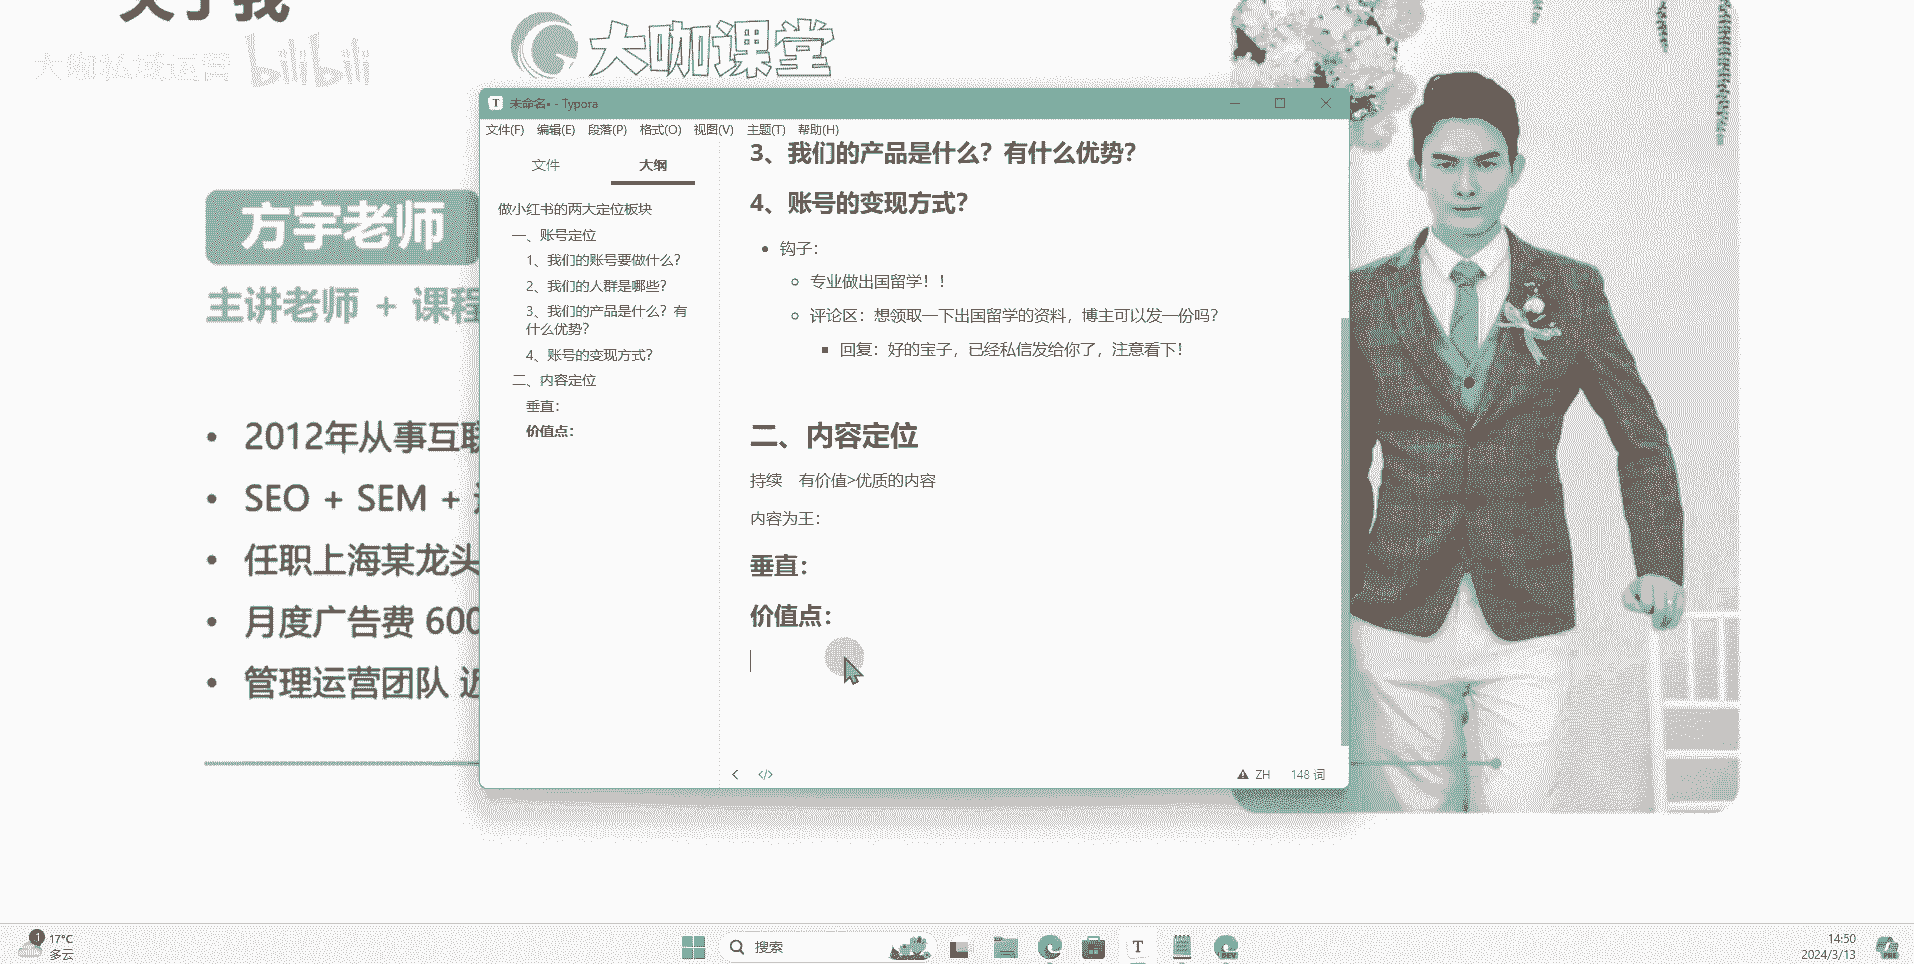 关于我
大咖私域运营 bilibili
大咖课堂
方宇老师
主讲老师 + 课程
• 2012年从事互联
• SEO + SEM +
• 任职上海某龙头
• 月度广告费 600
• 管理运营团队 近
T 未命名• - Typora
文件(F) 编辑(E) 段落(P) 格式(O) 视图(V) 主题(T) 帮助(H)
文件 大纲
做小红书的两大定位板块
一、账号定位
1、我们的账号要做什么?
2、我们的人群是哪些?
3、我们的产品是什么？有
什么优势?
4、账号的变现方式?
二、内容定位
垂直：
价值点：
3、我们的产品是什么？有什么优势?
4、账号的变现方式?
• 钩子：
专业做出国留学！！
评论区：想领取一下出国留学的资料，博主可以发一份吗?
回复：好的宝子，已经私信发给你了，注意看下!
二、内容定位
持续 有价值>优质的内容
内容为王：
垂直：
价值点：
</> ZH 148 词
1 17°C
多云
搜索
T
DEV
14:50
2024/3/13
PRE